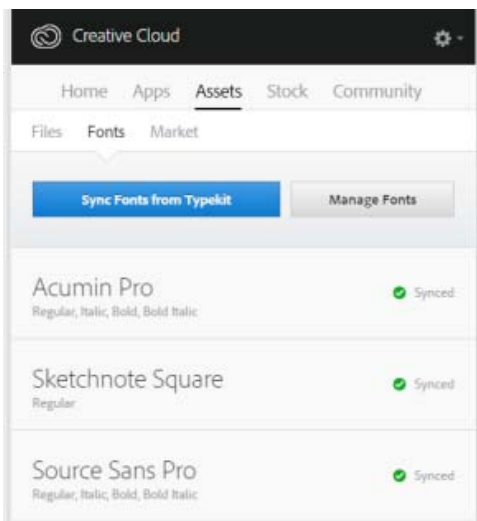 Creative Cloud
Home Apps Assets Stock Community
Files Fonts Market
Sync Fonts from Typekit Manage Fonts
Acumin Pro
Synced
Regular, Italic, Bold, Bold Italic
Sketchnote Square
Synced
Regular
Source Sans Pro
Synced
Regular, Italic, Bold, Bold Italic